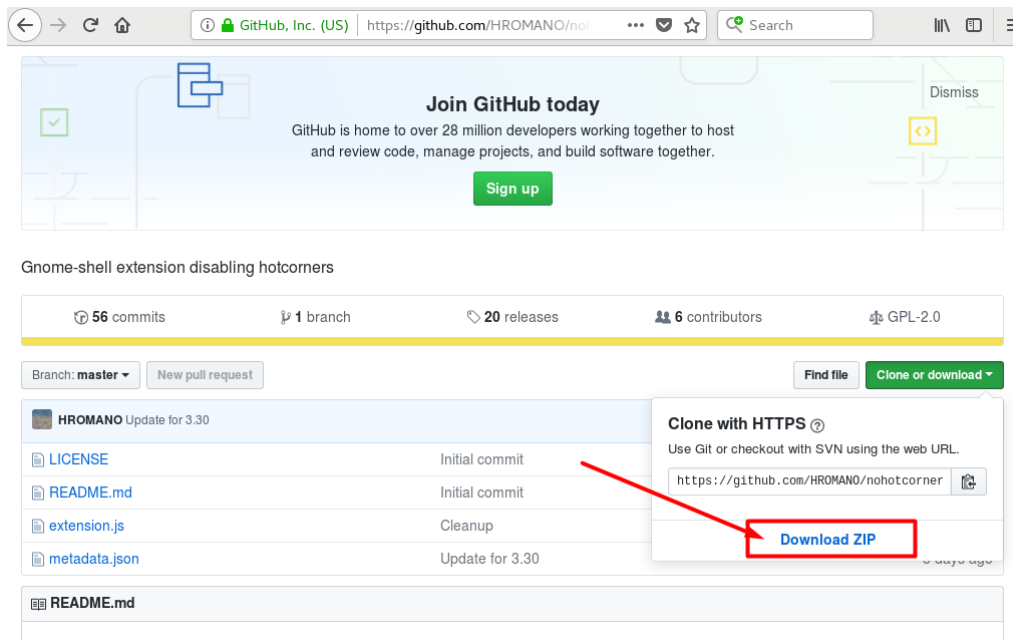 GitHub, Inc. (US)
https://github.com/HROMANO/no
Search
Join GitHub today
Dismiss
GitHub is home to over 28 million developers working together to host
and review code, manage projects, and build software together.
Sign up
Gnome-shell extension disabling hotcorners
56 commits
1 branch
20 releases
6 contributors
GPL-2.0
Branch: master
New pull request
Find file
Clone or download
HROMANO Update for 3.30
Clone with HTTPS
Use Git or checkout with SVN using the web URL.
https://github.com/HROMANO/nohotcorner
Download ZIP
LICENSE
Initial commit
README.md
Initial commit
extension.js
Cleanup
metadata.json
Update for 3.30
days ago
README.md